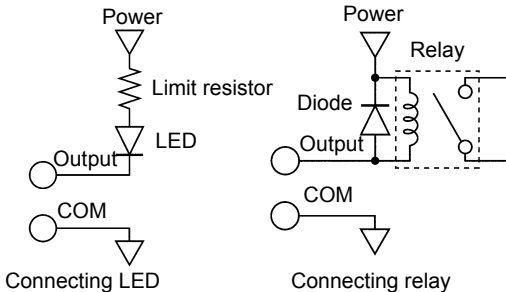 Power
Limit resistor
LED
Output
COM
Connecting LED
Power
Relay
Diode
Output
COM
Connecting relay